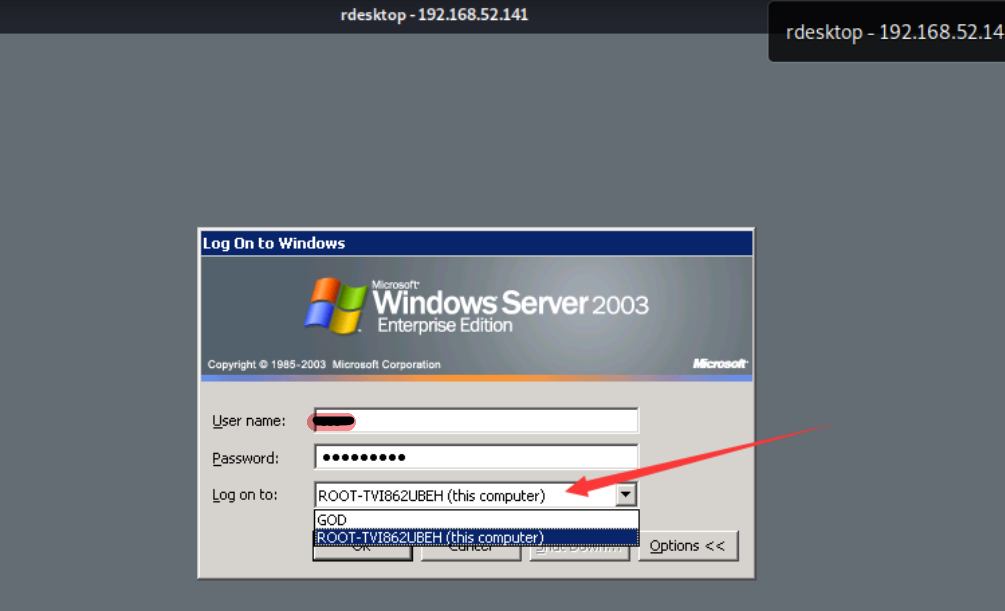 rdesktop - 192.168.52.141
rdesktop - 192.168.52.14
Log On to Windows
Microsoft
Windows Server 2003
Enterprise Edition
Copyright © 1985-2003 Microsoft Corporation
Microsoft
User name:
Password:
Log on to:
ROOT-TVI862UBEH (this computer)
GOD
ROOT-TVI862UBEH (this computer)
OK Cancel Shut Down... Options <<